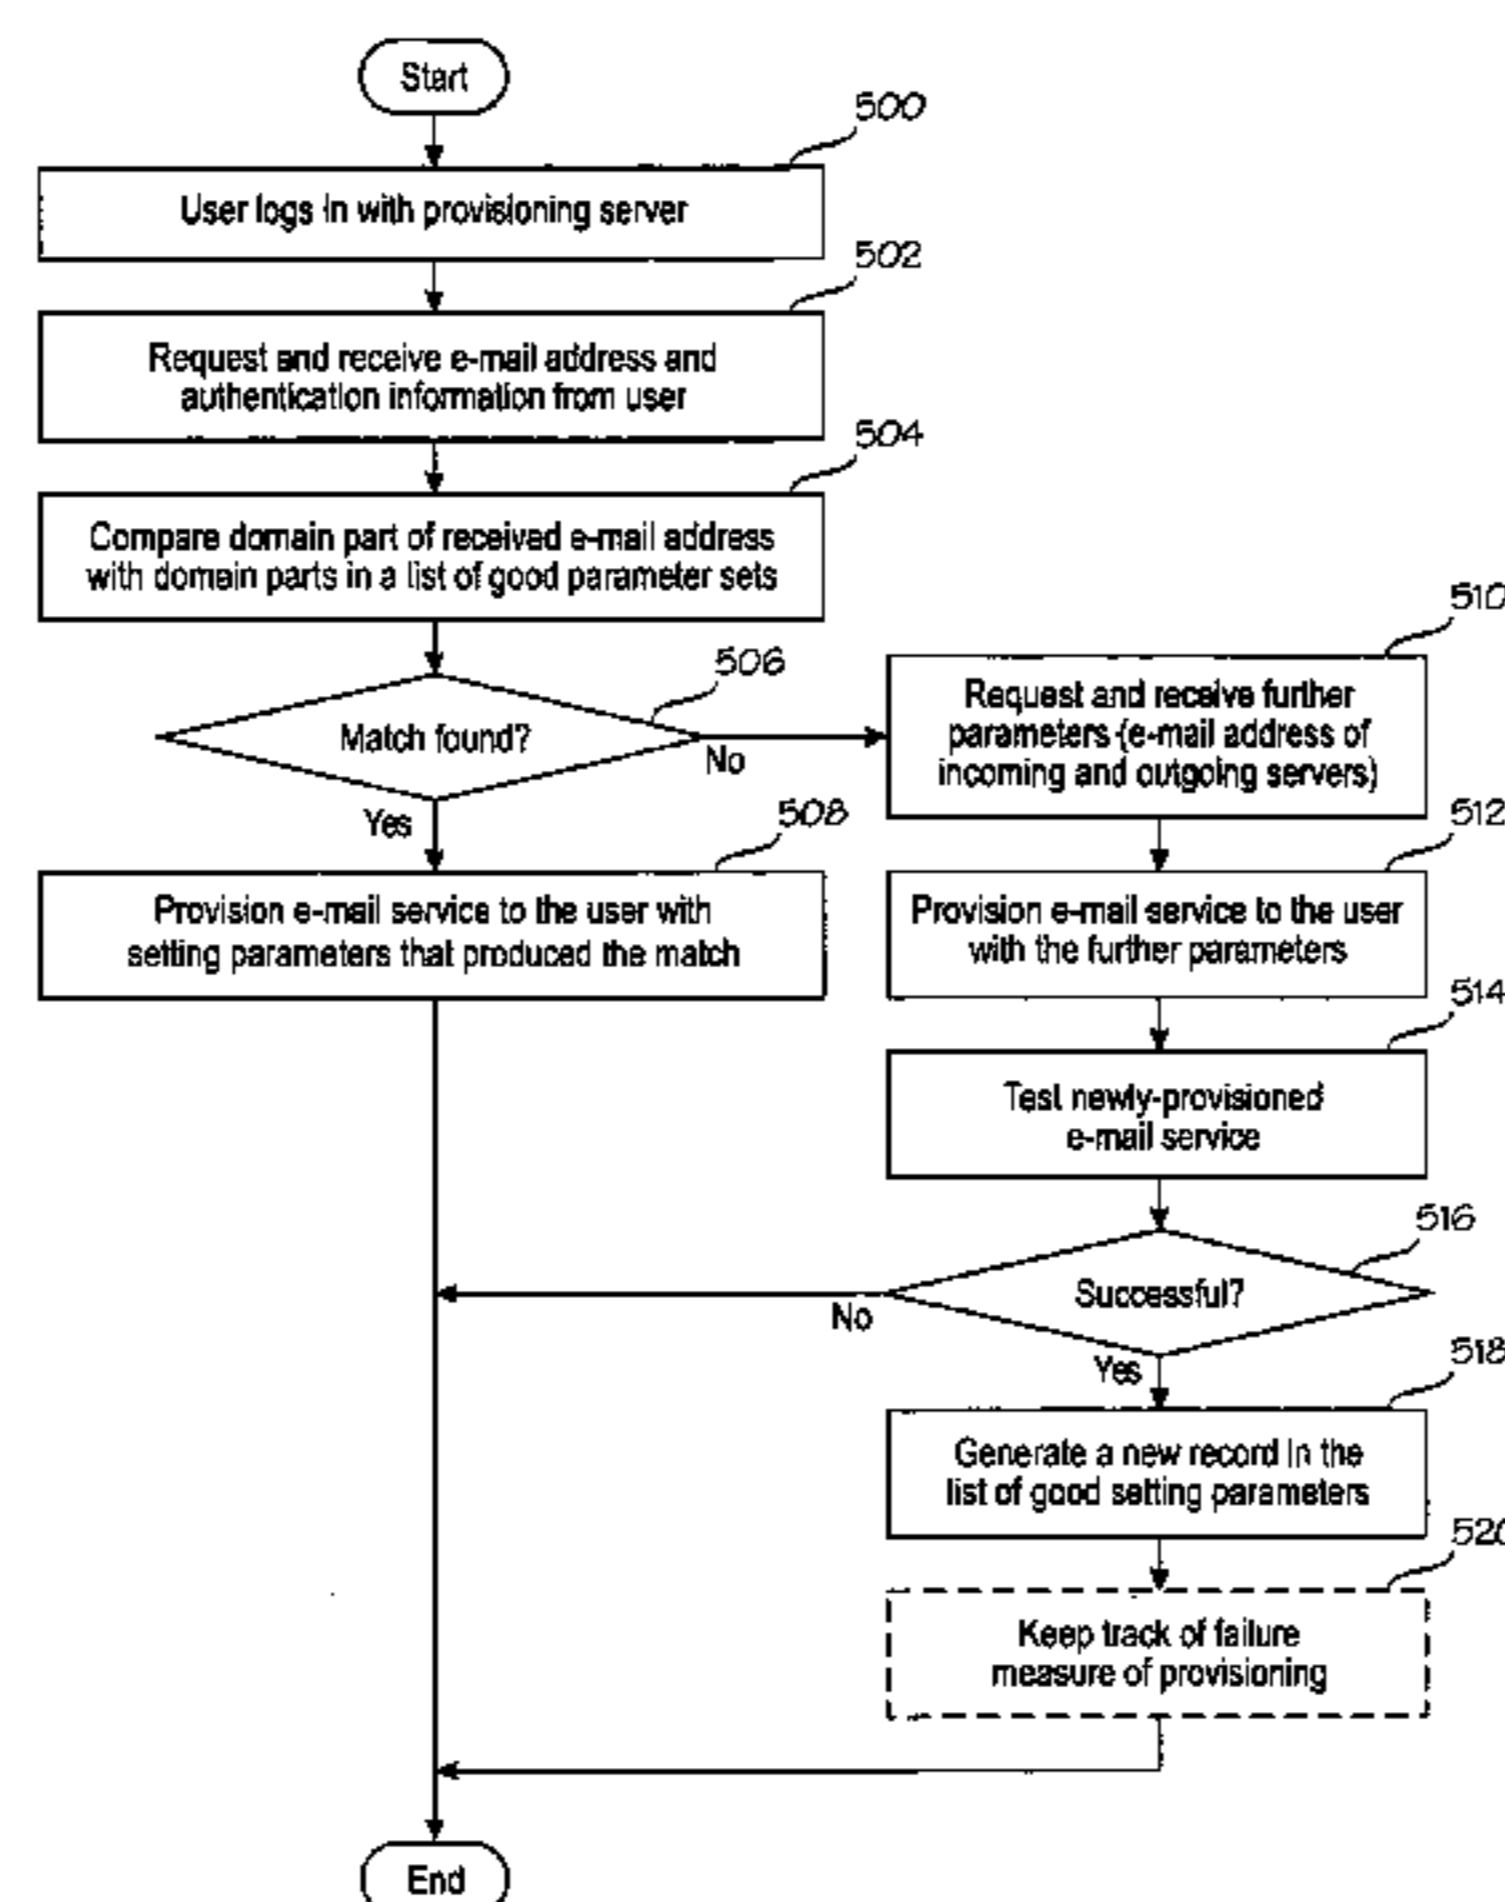 Start
500
User logs in with provisioning server
502
Request and receive e-mail address and
authentication information from user
504
Compare domain part of received e-mail address
with domain parts in a list of good parameter sets
506
Match found?
No
Yes
508
Provision e-mail service to the user with
setting parameters that produced the match
510
Request and receive further
parameters (e-mail address of
incoming and outgoing servers)
512
Provision e-mail service to the user
with the further parameters
514
Test newly-provisioned
e-mail service
516
Successful?
No
Yes
518
Generate a new record in the
list of good setting parameters
520
Keep track of failure
measure of provisioning
End